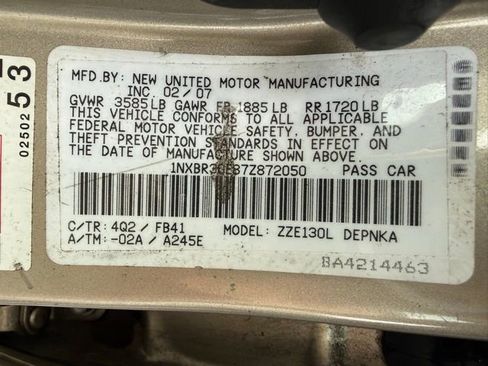 MFD.BY: NEW UNITED MOTOR MANUFACTURING
INC. 02/07
GVWR 3585LB GAWR FR 1885LB RR1720LB
THIS VEHICLE CONFORMS TO ALL APPLICABLE
FEDERAL MOTOR VEHICLE SAFETY, BUMPER, AND
THEFT PREVENTION STANDARDS IN EFFECT ON
THE DATE OF MANUFACTURE SHOWN ABOVE.
PASS CAR
C/TR: 4Q2 / FB41 MODEL: ZZE130L DEPNKA
A/TM: -02A / A245E
BA4214463
53
02502